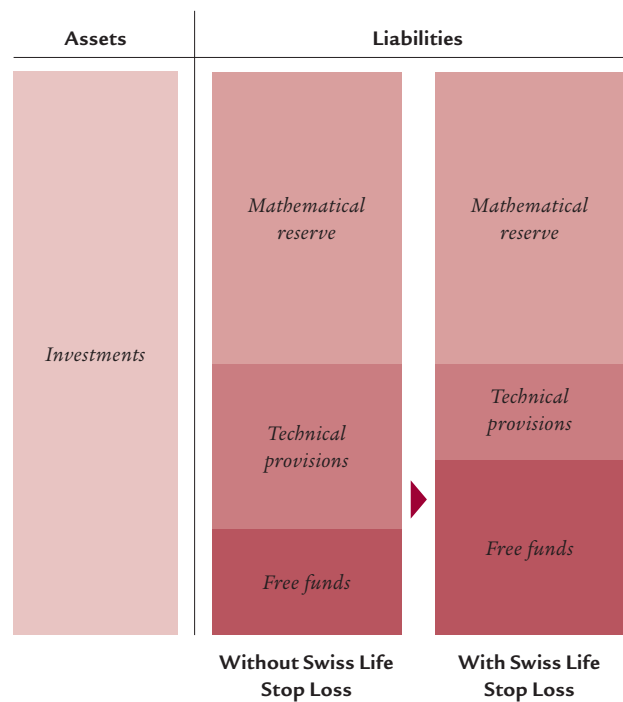 Assets
Liabilities
Mathematical
reserve
Mathematical
reserve
Investments
Technical
provisions
Technical
provisions
Free funds
Free funds
Without Swiss Life
Stop Loss
With Swiss Life
Stop Loss